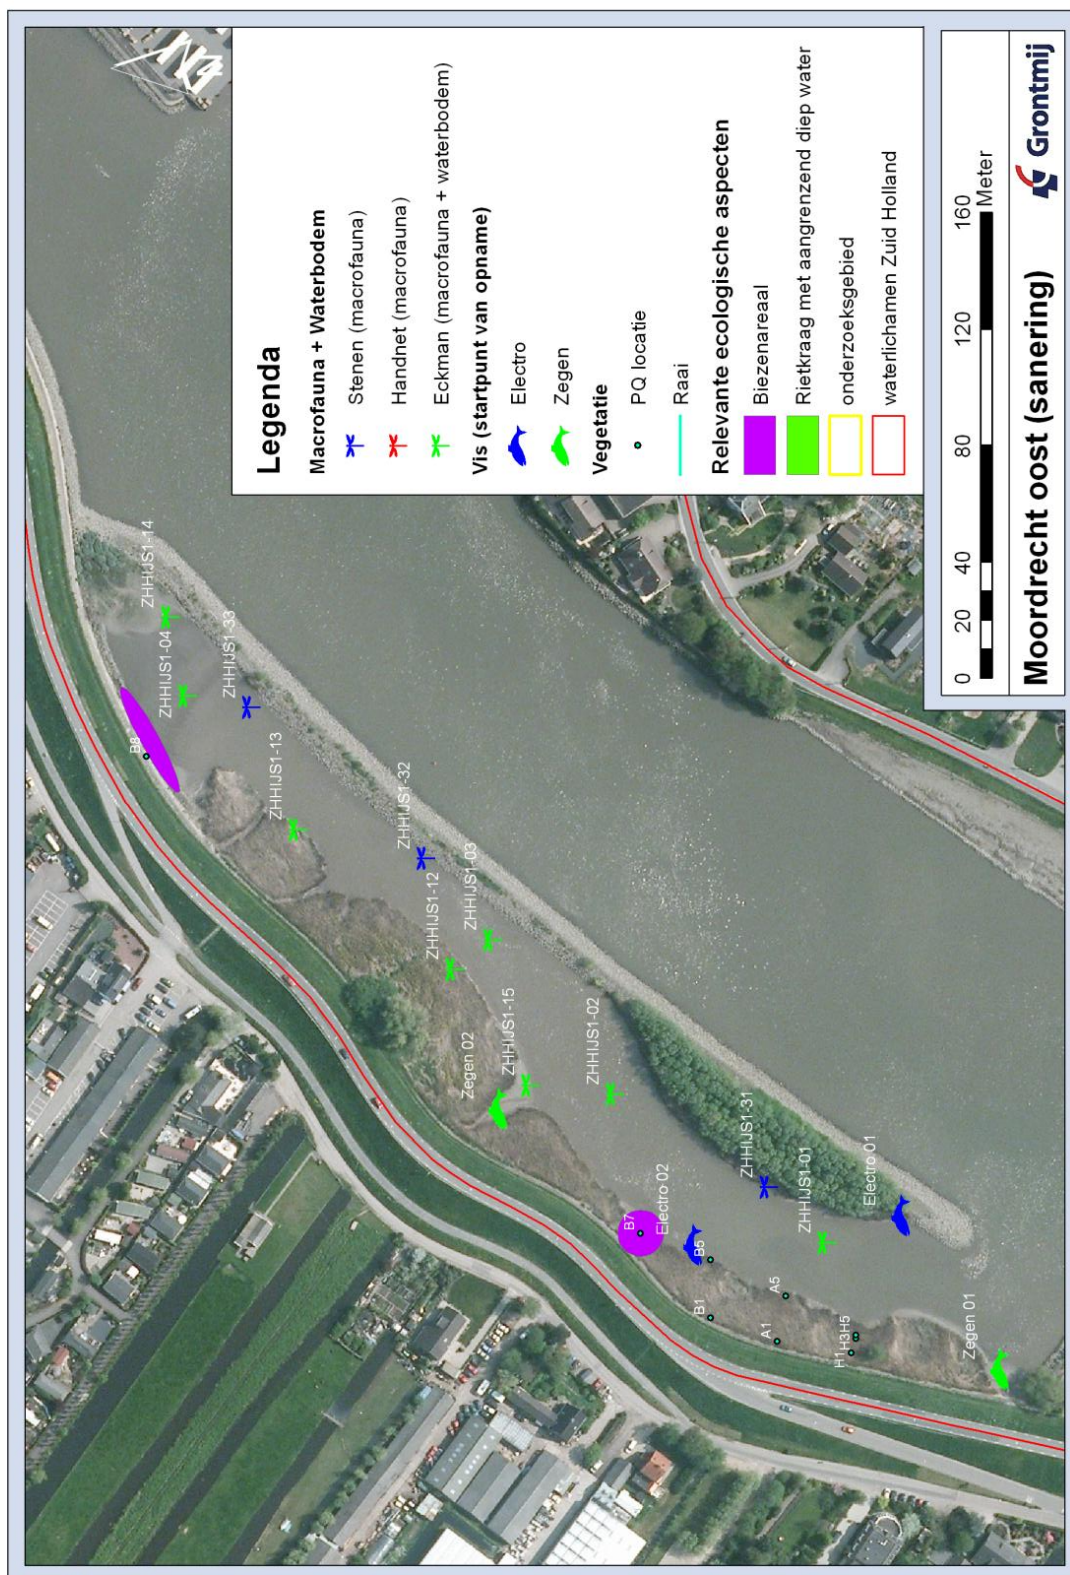 Legenda
Macrofauna + Waterbodem
Stenen (macrofauna)
Handnet (macrofauna)
Eckman (macrofauna + waterbodem)
Vis (startpunt van opname)
Electro
Zegen
Vegetatie
PQ locatie
Raai
Relevante ecologische aspecten
Biezenareaal
Rietkraag met aangrenzend diep water
onderzoeksgebied
waterlichamen Zuid Holland
0 20 40 80 120 160
Meter
Moordrecht oost (sanering)
Grontmij
N
ZHHIJS1-14
ZHHIJS1-04
ZHHIJS1-33
B8
ZHHIJS1-13
ZHHIJS1-32
ZHHIJS1-12
ZHHIJS1-03
Zegen 02
ZHHIJS1-15
ZHHIJS1-02
ZHHIJS1-31
ZHHIJS1-01
Electro 01
B7
Electro 02
B5
B1
A5
A1
H1
H3
H5
Zegen 01